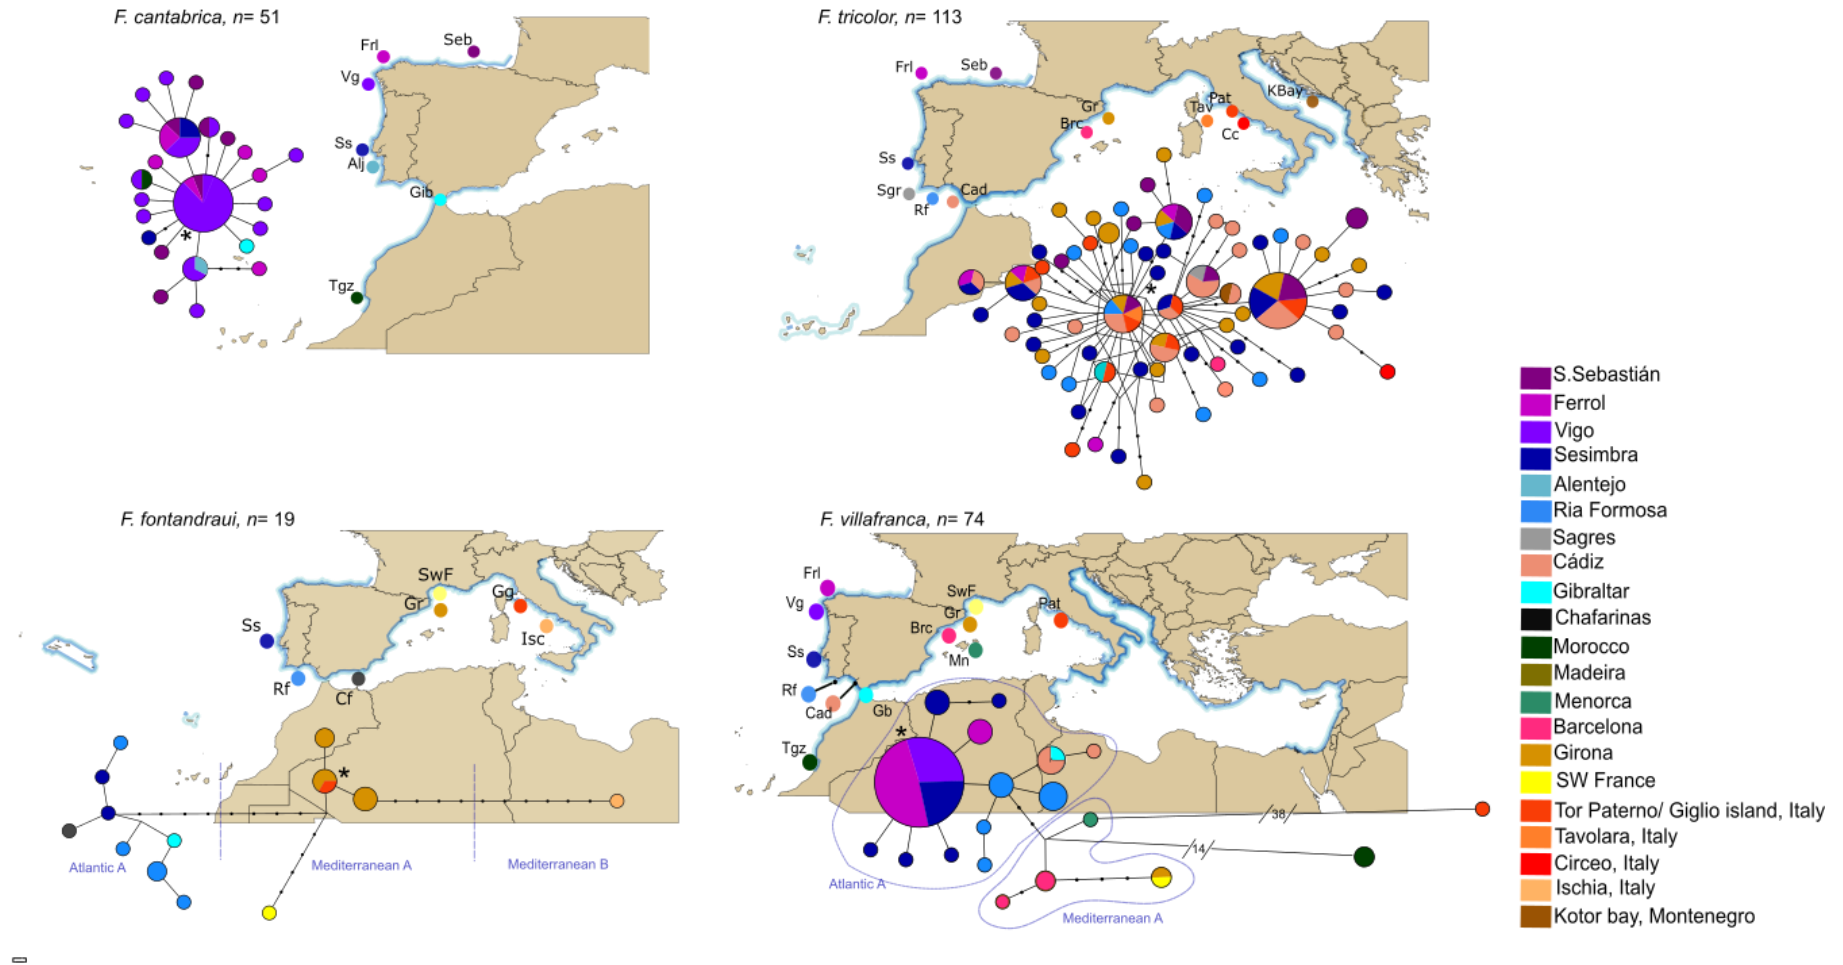 F. cantabrica, n= 51
Frl
Seb
Vg
Ss
Alj
Gib
Tgz
*
F. tricolor, n= 113
Frl
Seb
Gr
Brc
Tav
Pat
Cc
KBay
Ss
Sgr
Rf
Cad
*
F. fontandraui, n= 19
SwF
Gr
Gg
Isc
Ss
Rf
Cf
*
Atlantic A
Mediterranean A
Mediterranean B
F. villafranca, n= 74
Frl
Vg
SwF
Gr
Brc
Pat
Mn
Ss
Rf
Cad
Gb
Tgz
*
38
14
Atlantic A
Mediterranean A
S.Sebastián
Ferrol
Vigo
Sesimbra
Alentejo
Ria Formosa
Sagres
Cádiz
Gibraltar
Chafarinas
Morocco
Madeira
Menorca
Barcelona
Girona
SW France
Tor Paterno/ Giglio island, Italy
Tavolara, Italy
Circeo, Italy
Ischia, Italy
Kotor bay, Montenegro